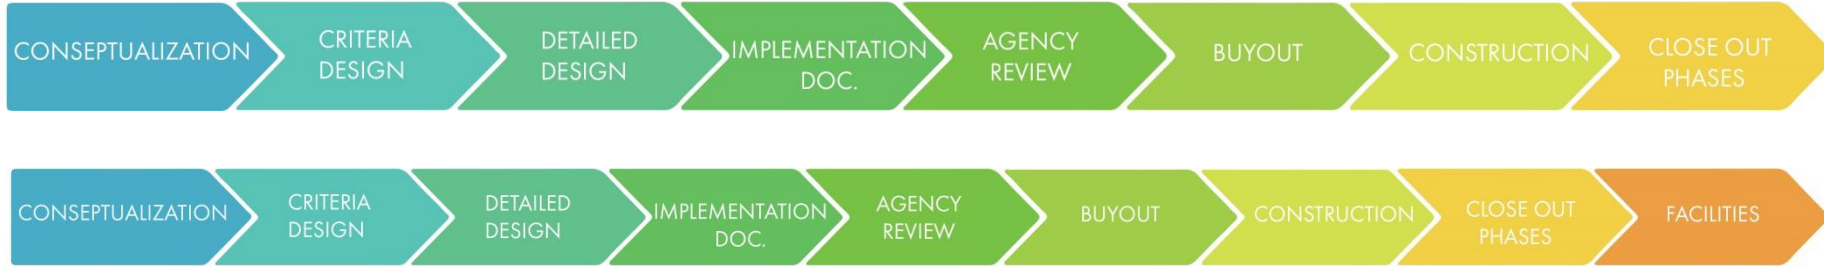 CONSEPTUALIZATION
CRITERIA
DESIGN
DETAILED
DESIGN
IMPLEMENTATION
DOC.
AGENCY
REVIEW
BUYOUT
CONSTRUCTION
CLOSE OUT
PHASES
CONSEPTUALIZATION
CRITERIA
DESIGN
DETAILED
DESIGN
IMPLEMENTATION
DOC.
AGENCY
REVIEW
BUYOUT
CONSTRUCTION
CLOSE OUT
PHASES
FACILITIES